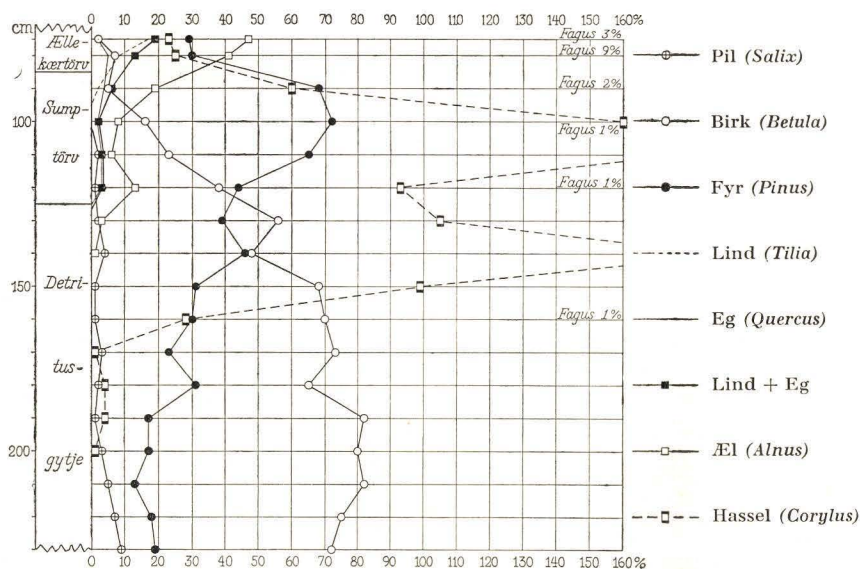 cm 0 10 20 30 40 50 60 70 80 90 100 110 120 130 140 150 160%
Ælle-
kærtörv
Fagus 3%
Fagus 9%
Pil (Salix)
Fagus 2%
Sump-
100
Fagus 1%
Birk (Betula)
törv
Fagus 1%
Fyr (Pinus)
Lind (Tilia)
Detri-
150
Fagus 1%
Eg (Quercus)
tus-
Lind + Eg
200
gytje
Æl (Alnus)
Hassel (Corylus)
0 10 20 30 40 50 60 70 80 90 100 110 120 130 140 150 160%